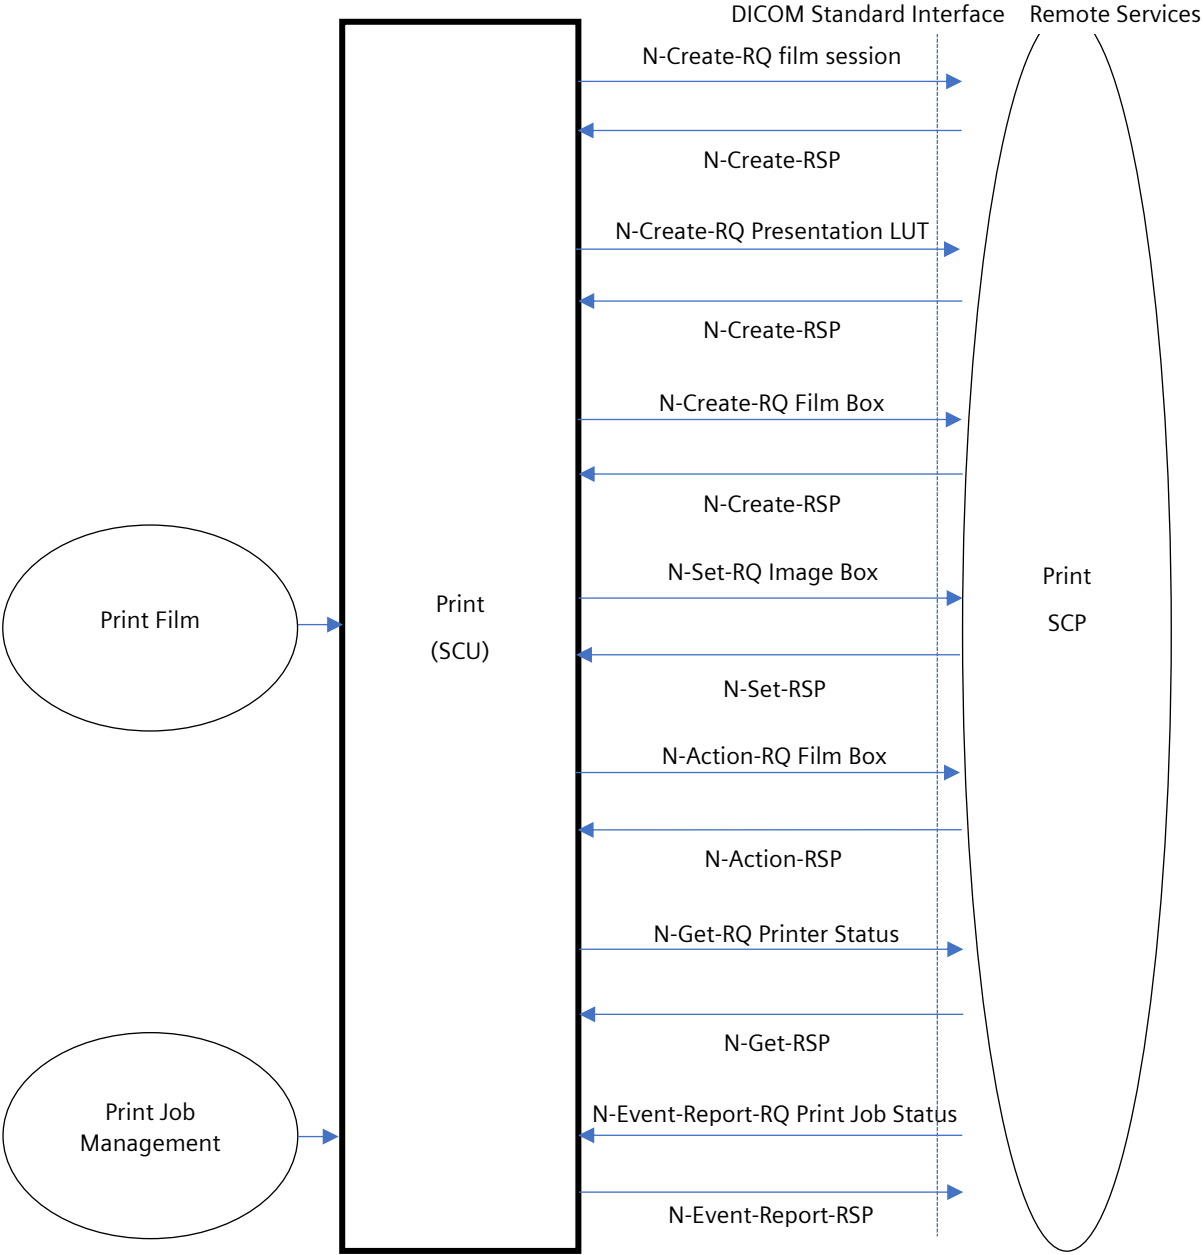 DICOM Standard Interface
Remote Services
N-Create-RQ film session
N-Create-RSP
N-Create-RQ Presentation LUT
N-Create-RSP
N-Create-RQ Film Box
N-Create-RSP
N-Set-RQ Image Box
Print
SCP
Print
(SCU)
Print Film
N-Set-RSP
N-Action-RQ Film Box
N-Action-RSP
N-Get-RQ Printer Status
N-Get-RSP
Print Job
Management
N-Event-Report-RQ Print Job Status
N-Event-Report-RSP